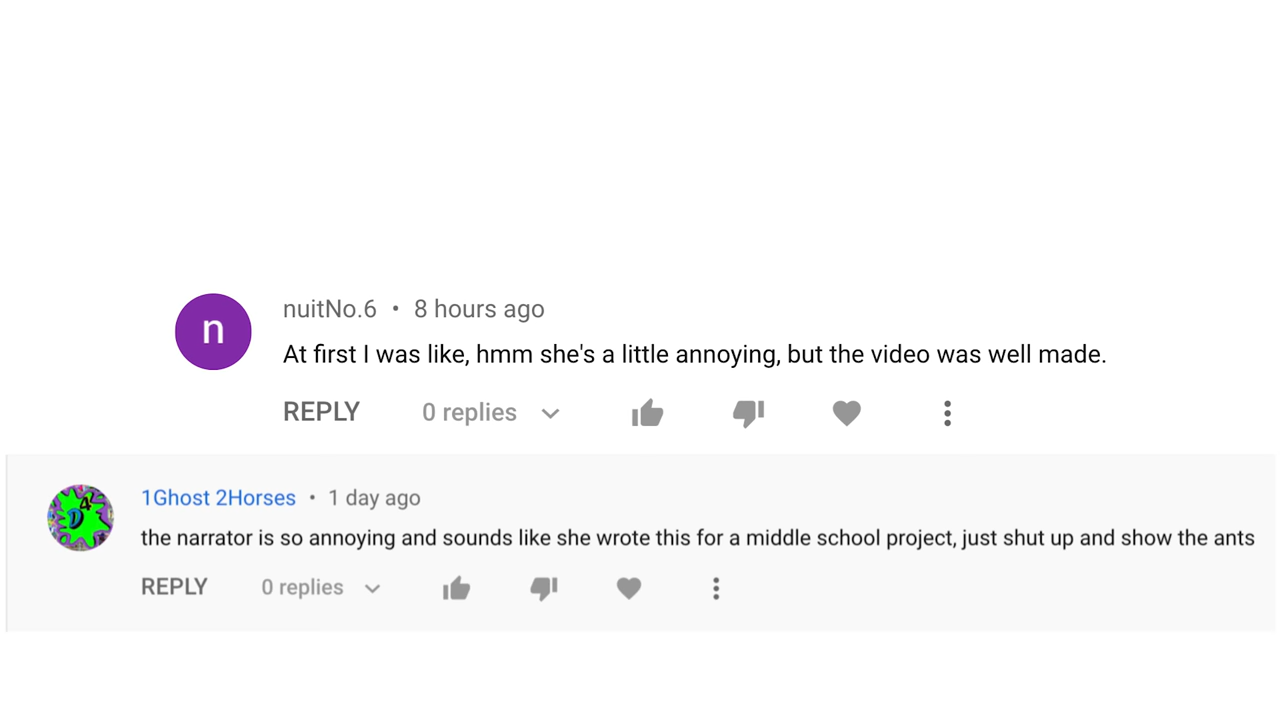 n
nuitNo.6 • 8 hours ago
At first I was like, hmm she's a little annoying, but the video was well made.
REPLY 0 replies
D4
1Ghost 2Horses • 1 day ago
the narrator is so annoying and sounds like she wrote this for a middle school project, just shut up and show the ants
REPLY 0 replies